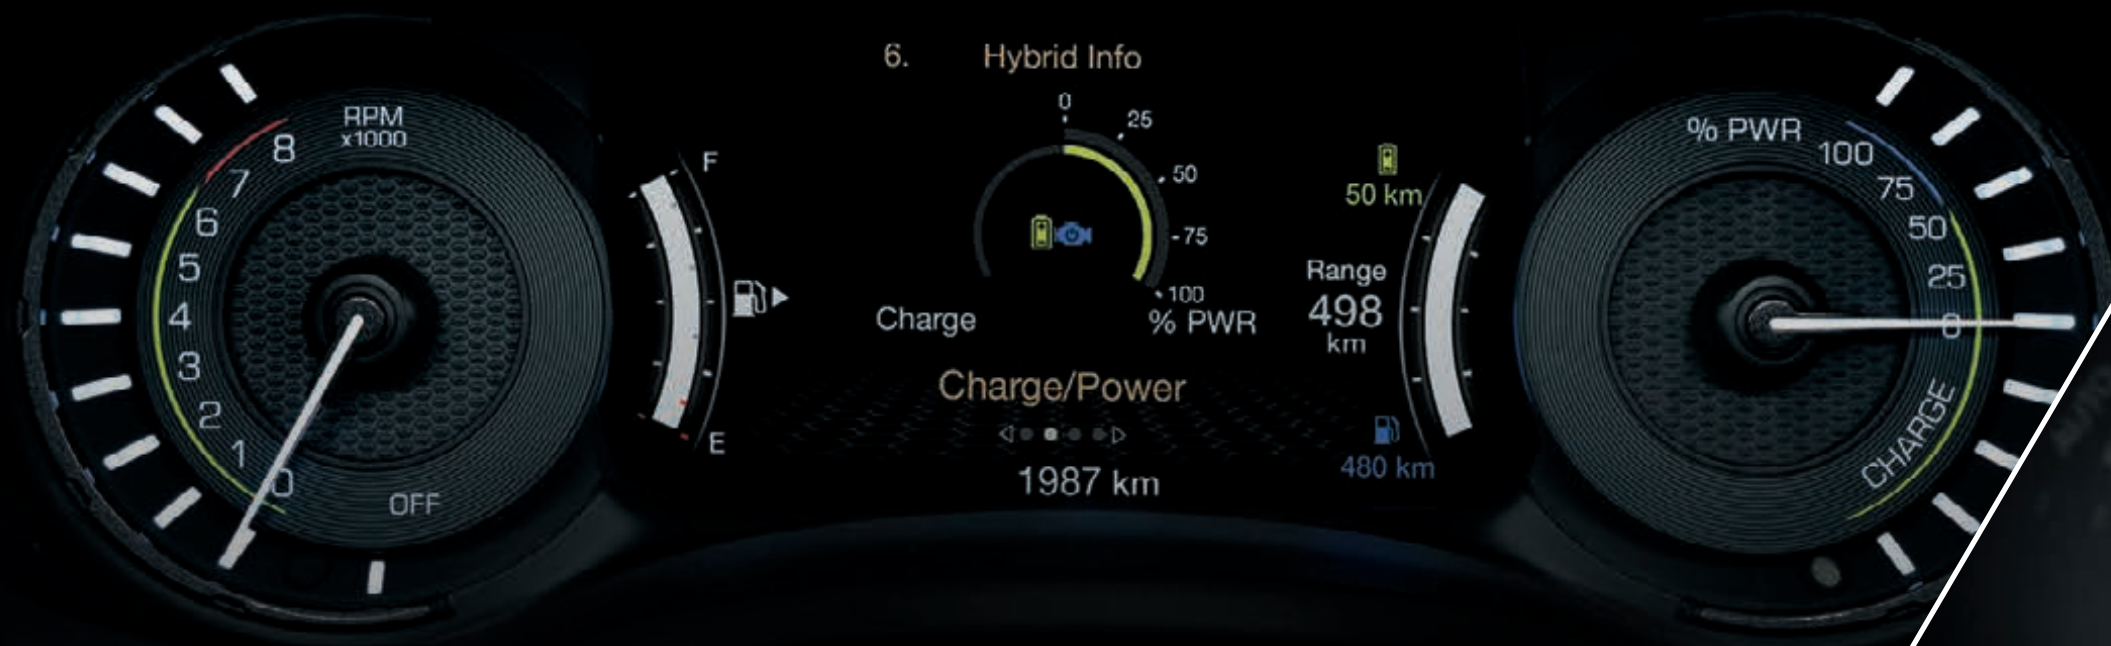 RPM
x1000
8
7
6
5
4
3
2
1
0
OFF
F
E
6. Hybrid Info
0
25
50
75
100
Charge
% PWR
Charge/Power
1987 km
50 km
Range
498
km
480 km
% PWR
100
75
50
25
0
CHARGE